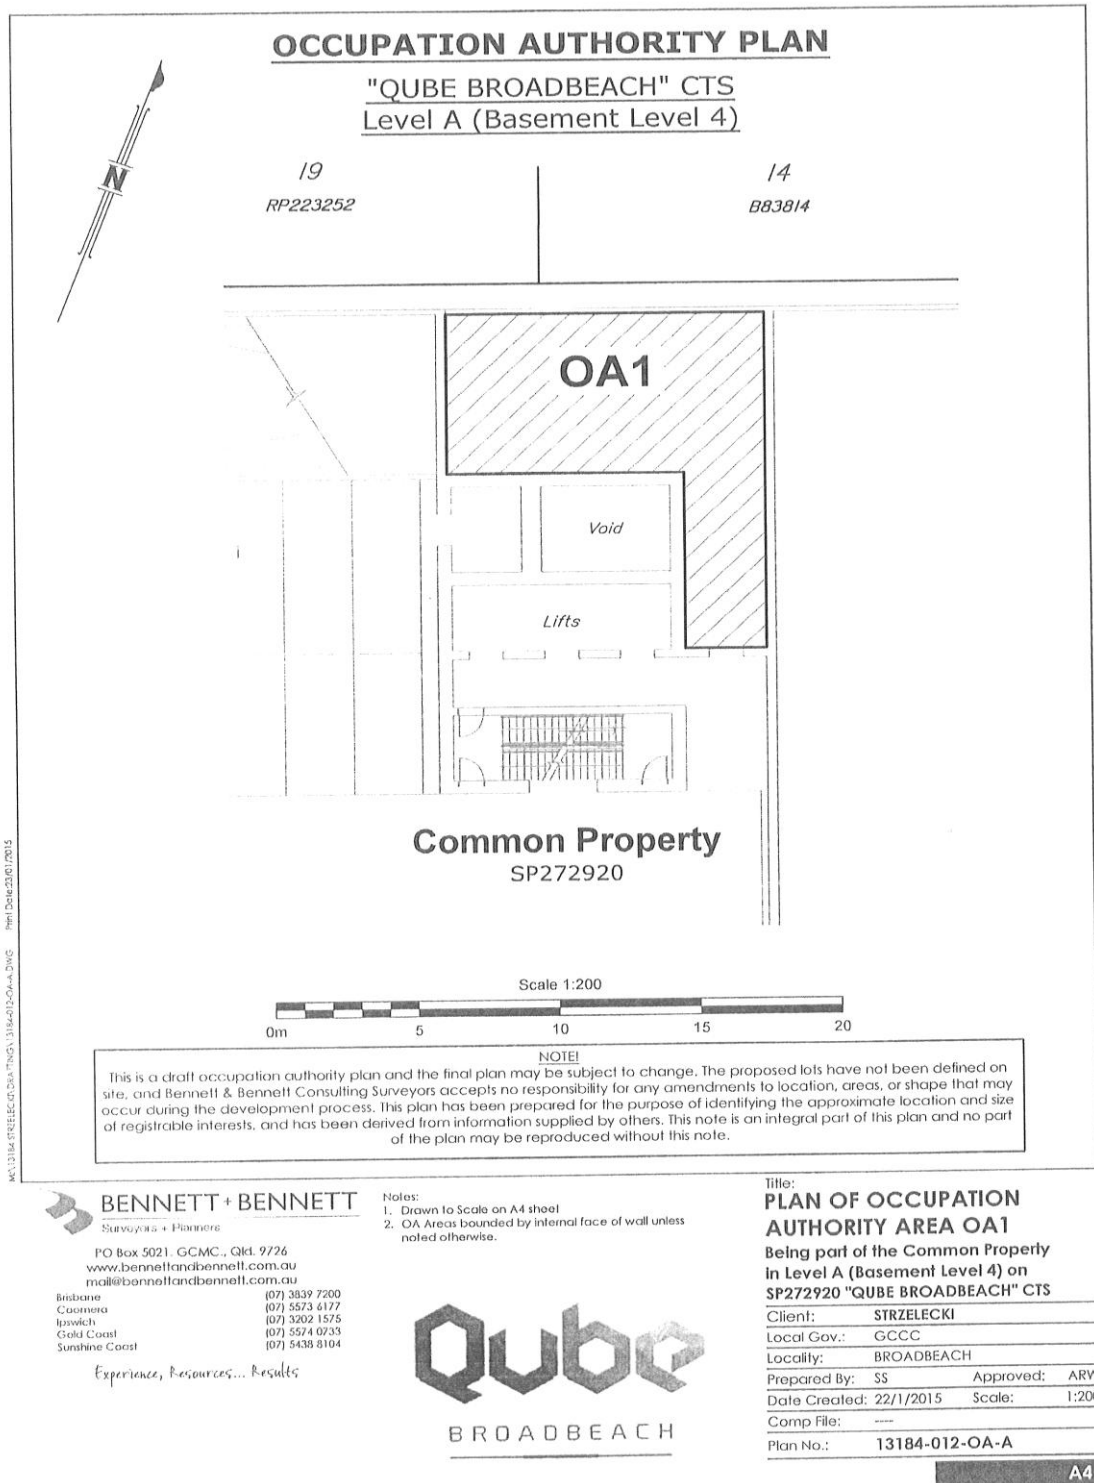 OCCUPATION AUTHORITY PLAN
"QUBE BROADBEACH" CTS
Level A (Basement Level 4)
N
19
RP223252
14
B83814
OA1
Void
Lifts
Common Property
SP272920
Scale 1:200
0m 5 10 15 20
NOTE!
This is a draft occupation authority plan and the final plan may be subject to change. The proposed lots have not been defined on
site, and Bennett & Bennett Consulting Surveyors accepts no responsibility for any amendments to location, areas, or shape that may
occur during the development process. This plan has been prepared for the purpose of identifying the approximate location and size
of registrable interests, and has been derived from information supplied by others. This note is an integral part of this plan and no part
of the plan may be reproduced without this note.
Print Date:23/01/2015
BENNETT + BENNETT
Surveyors + Planners
PO Box 5021. GCMC., Qld. 9726
www.bennettandbennett.com.au
mail@bennettandbennett.com.au
Brisbane (07) 3839 7200
Coomera (07) 5573 6177
Ipswich (07) 3202 1575
Gold Coast (07) 5574 0733
Sunshine Coast (07) 5438 8104
Experience, Resources... Results
Notes:
1. Drawn to Scale on A4 sheet
2. OA Areas bounded by internal face of wall unless
noted otherwise.
Qube
BROADBEACH
Title:
PLAN OF OCCUPATION
AUTHORITY AREA OA1
Being part of the Common Property
in Level A (Basement Level 4) on
SP272920 "QUBE BROADBEACH" CTS
Client: STRZELECKI
Local Gov.: GCCC
Locality: BROADBEACH
Prepared By: SS Approved: ARW
Date Created: 22/1/2015 Scale: 1:200
Comp File: ----
Plan No.: 13184-012-OA-A
A4